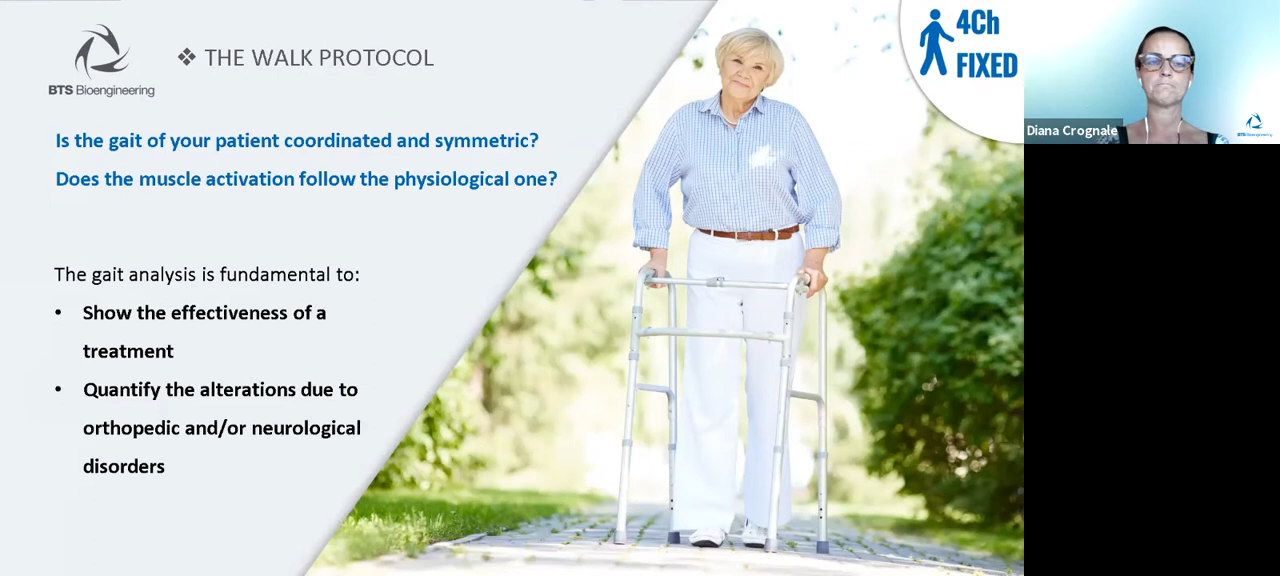 BTS Bioengineering
❖ THE WALK PROTOCOL
4Ch
FIXED
Is the gait of your patient coordinated and symmetric?
Does the muscle activation follow the physiological one?
The gait analysis is fundamental to:
• Show the effectiveness of a
treatment
• Quantify the alterations due to
orthopedic and/or neurological
disorders
Diana Crognale
BTS Bioengineering